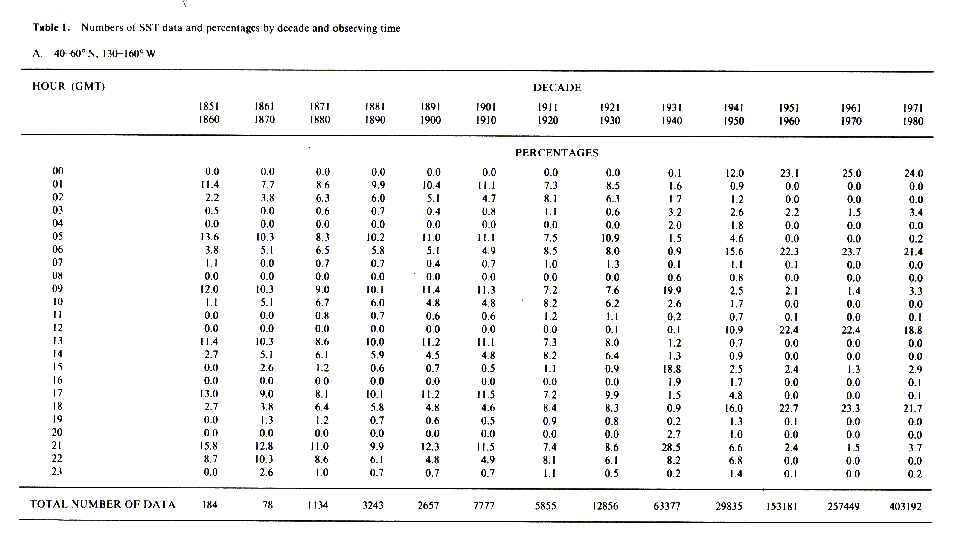 Table 1. Numbers of SST data and percentages by decade and observing time
A. 40-60° N, 130-160° W
HOUR (GMT) DECADE
1851 1861 1871 1881 1891 1901 1911 1921 1931 1941 1951 1961 1971
1860 1870 1880 1890 1900 1910 1920 1930 1940 1950 1960 1970 1980
PERCENTAGES
00 0.0 0.0 0.0 0.0 0.0 0.0 0.0 0.0 0.1 12.0 23.1 25.0 24.0
01 11.4 7.7 8.6 9.9 10.4 11.1 7.3 8.5 1.6 0.9 0.0 0.0 0.0
02 2.2 3.8 6.3 6.0 5.1 4.7 8.1 6.3 1.7 1.2 0.0 0.0 0.0
03 0.5 0.0 0.6 0.7 0.4 0.8 1.1 0.6 3.2 2.6 2.2 1.5 3.4
04 0.0 0.0 0.0 0.0 0.0 0.0 0.0 0.0 2.0 1.8 0.0 0.0 0.0
05 13.6 10.3 8.3 10.2 11.0 11.1 7.5 10.9 1.5 4.6 0.0 0.0 0.2
06 3.8 5.1 6.5 5.8 5.1 4.9 8.5 8.0 0.9 15.6 22.3 23.7 21.4
07 1.1 0.0 0.7 0.7 0.4 0.7 1.0 1.3 0.1 1.1 0.1 0.0 0.0
08 0.0 0.0 0.0 0.0 0.0 0.0 0.0 0.0 0.6 0.8 0.0 0.0 0.0
09 12.0 10.3 9.0 10.1 11.4 11.3 7.2 7.6 19.9 2.5 2.1 1.4 3.3
10 1.1 5.1 6.7 6.0 4.8 4.8 8.2 6.2 2.6 1.7 0.0 0.0 0.0
11 0.0 0.0 0.8 0.7 0.6 0.6 1.2 1.1 0.2 0.7 0.1 0.0 0.1
12 0.0 0.0 0.0 0.0 0.0 0.0 0.0 0.1 0.1 10.9 22.4 22.4 18.8
13 11.4 10.3 8.6 10.0 11.2 11.1 7.3 8.0 1.2 0.7 0.0 0.0 0.0
14 2.7 5.1 6.1 5.9 4.5 4.8 8.2 6.4 1.3 0.9 0.0 0.0 0.0
15 0.0 2.6 1.2 0.6 0.7 0.5 1.1 0.9 18.8 2.5 2.4 1.3 2.9
16 0.0 0.0 0.0 0.0 0.0 0.0 0.0 0.0 1.9 1.7 0.0 0.0 0.1
17 13.0 9.0 8.1 10.1 11.2 11.5 7.2 9.9 1.5 4.8 0.0 0.0 0.1
18 2.7 3.8 6.4 5.8 4.8 4.6 8.4 8.3 0.9 16.0 22.7 23.3 21.7
19 0.0 1.3 1.2 0.7 0.6 0.5 0.9 0.8 0.2 1.3 0.1 0.0 0.0
20 0.0 0.0 0.0 0.0 0.0 0.0 0.0 0.0 2.7 1.0 0.0 0.0 0.0
21 15.8 12.8 11.0 9.9 12.3 11.5 7.4 8.6 28.5 6.6 2.4 1.5 3.7
22 8.7 10.3 8.6 6.1 4.8 4.9 8.1 6.1 8.2 6.8 0.0 0.0 0.0
23 0.0 2.6 1.0 0.7 0.7 0.7 1.1 0.5 0.2 1.4 0.1 0.0 0.2
TOTAL NUMBER OF DATA 184 78 1134 3243 2657 7777 5855 12856 63377 29835 153181 257449 403192